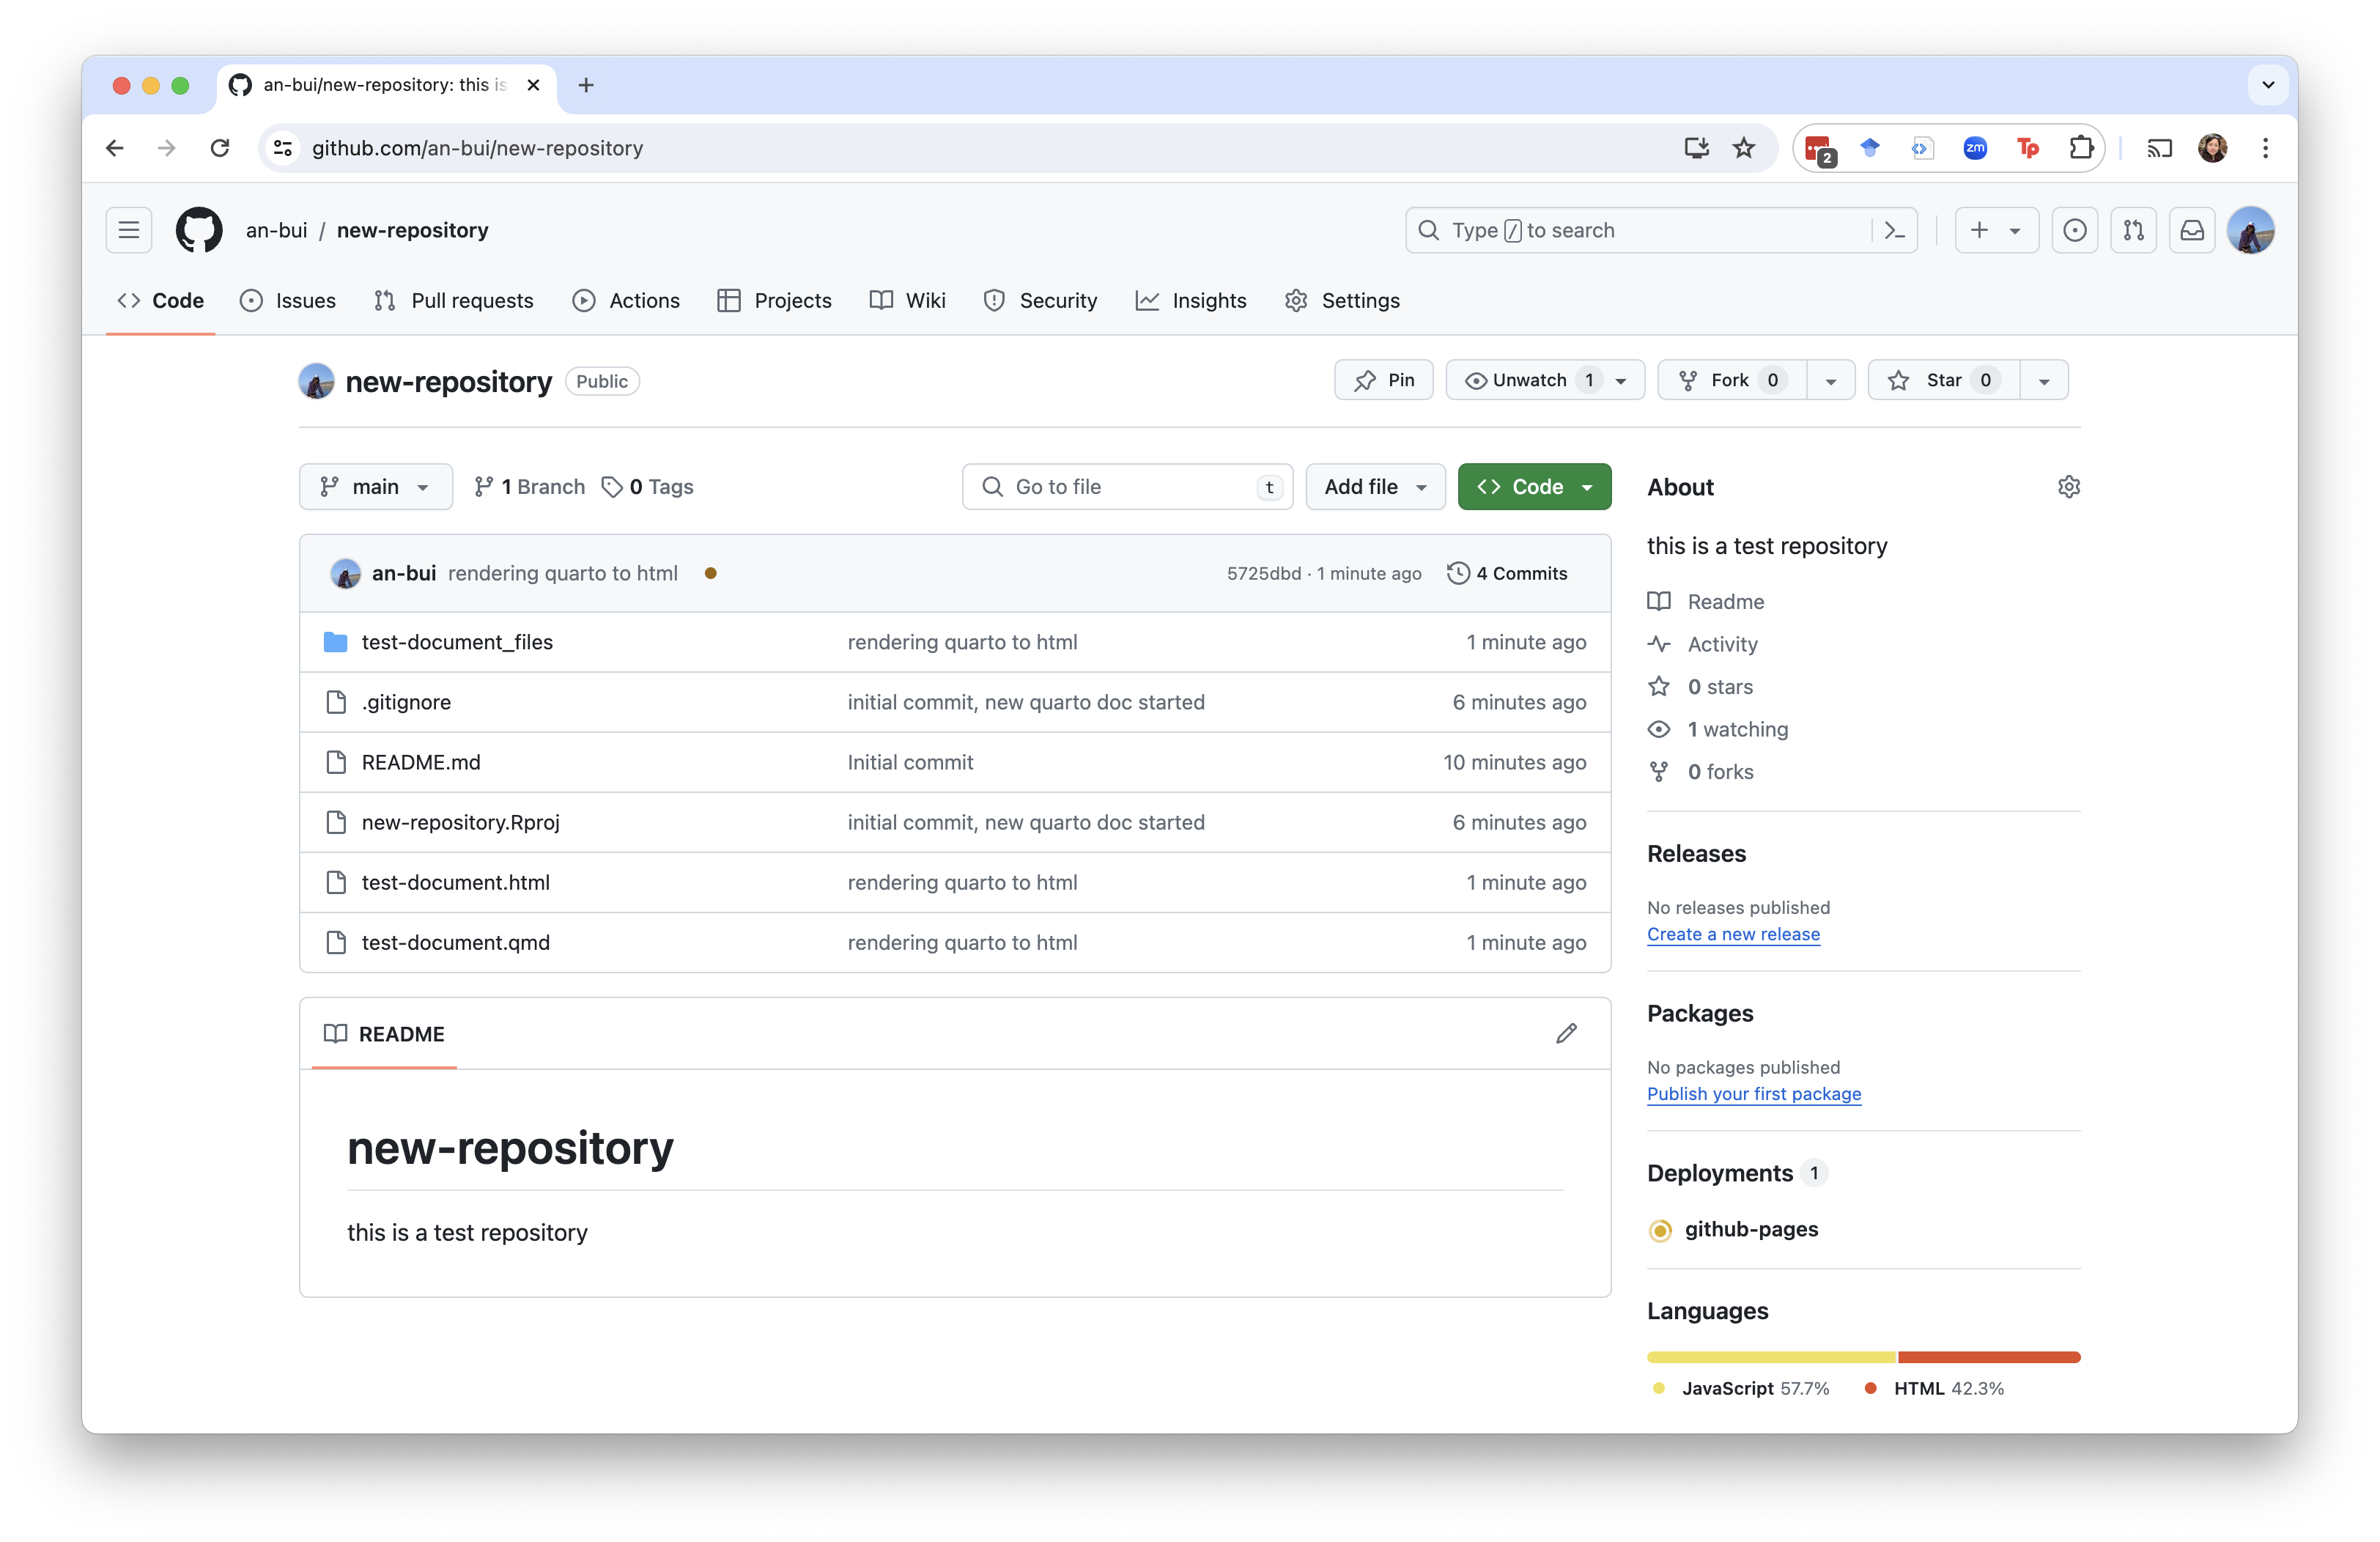 an-bui/new-repository: this is
github.com/an-bui/new-repository
2
zm
Tp
an-bui / new-repository
Type / to search
Code Issues Pull requests Actions Projects Wiki Security Insights Settings
new-repository Public
Pin Unwatch 1 Fork 0 Star 0
main 1 Branch 0 Tags Go to file t Add file Code
an-bui rendering quarto to html 5725dbd · 1 minute ago 4 Commits
test-document_files rendering quarto to html 1 minute ago
.gitignore initial commit, new quarto doc started 6 minutes ago
README.md Initial commit 10 minutes ago
new-repository.Rproj initial commit, new quarto doc started 6 minutes ago
test-document.html rendering quarto to html 1 minute ago
test-document.qmd rendering quarto to html 1 minute ago
README
new-repository
this is a test repository
About
this is a test repository
Readme
Activity
0 stars
1 watching
0 forks
Releases
No releases published
Create a new release
Packages
No packages published
Publish your first package
Deployments 1
github-pages
Languages
JavaScript 57.7% HTML 42.3%